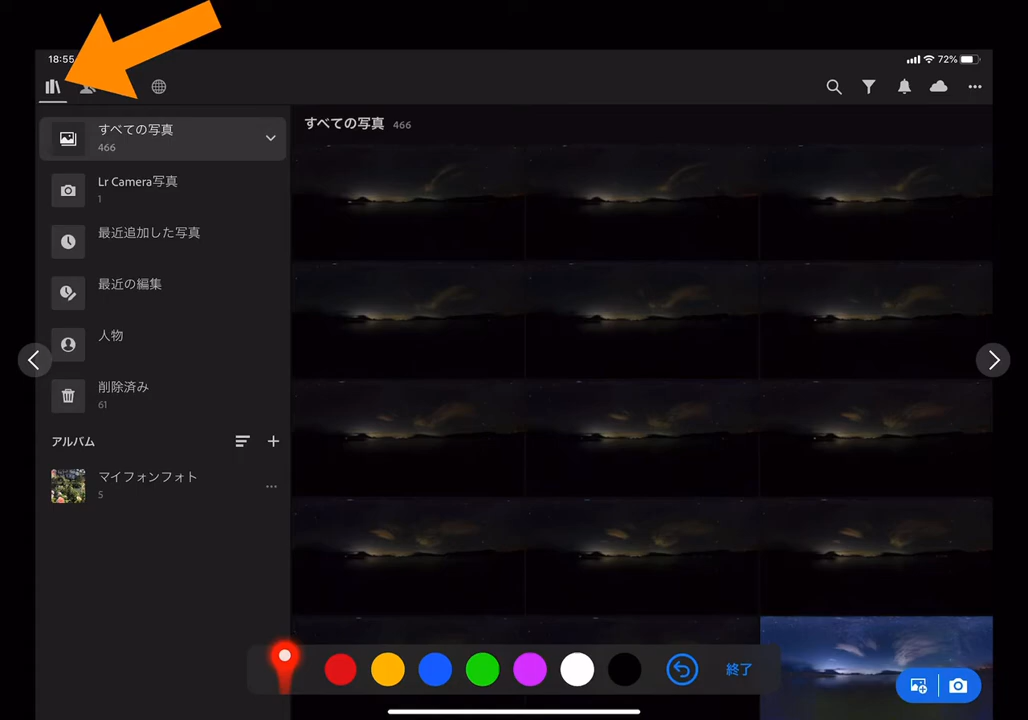 18:55
72%
すべての写真
466
Lr Camera写真
1
最近追加した写真
最近の編集
人物
削除済み
61
アルバム
マイフォンフォト
5
すべての写真 466
終了